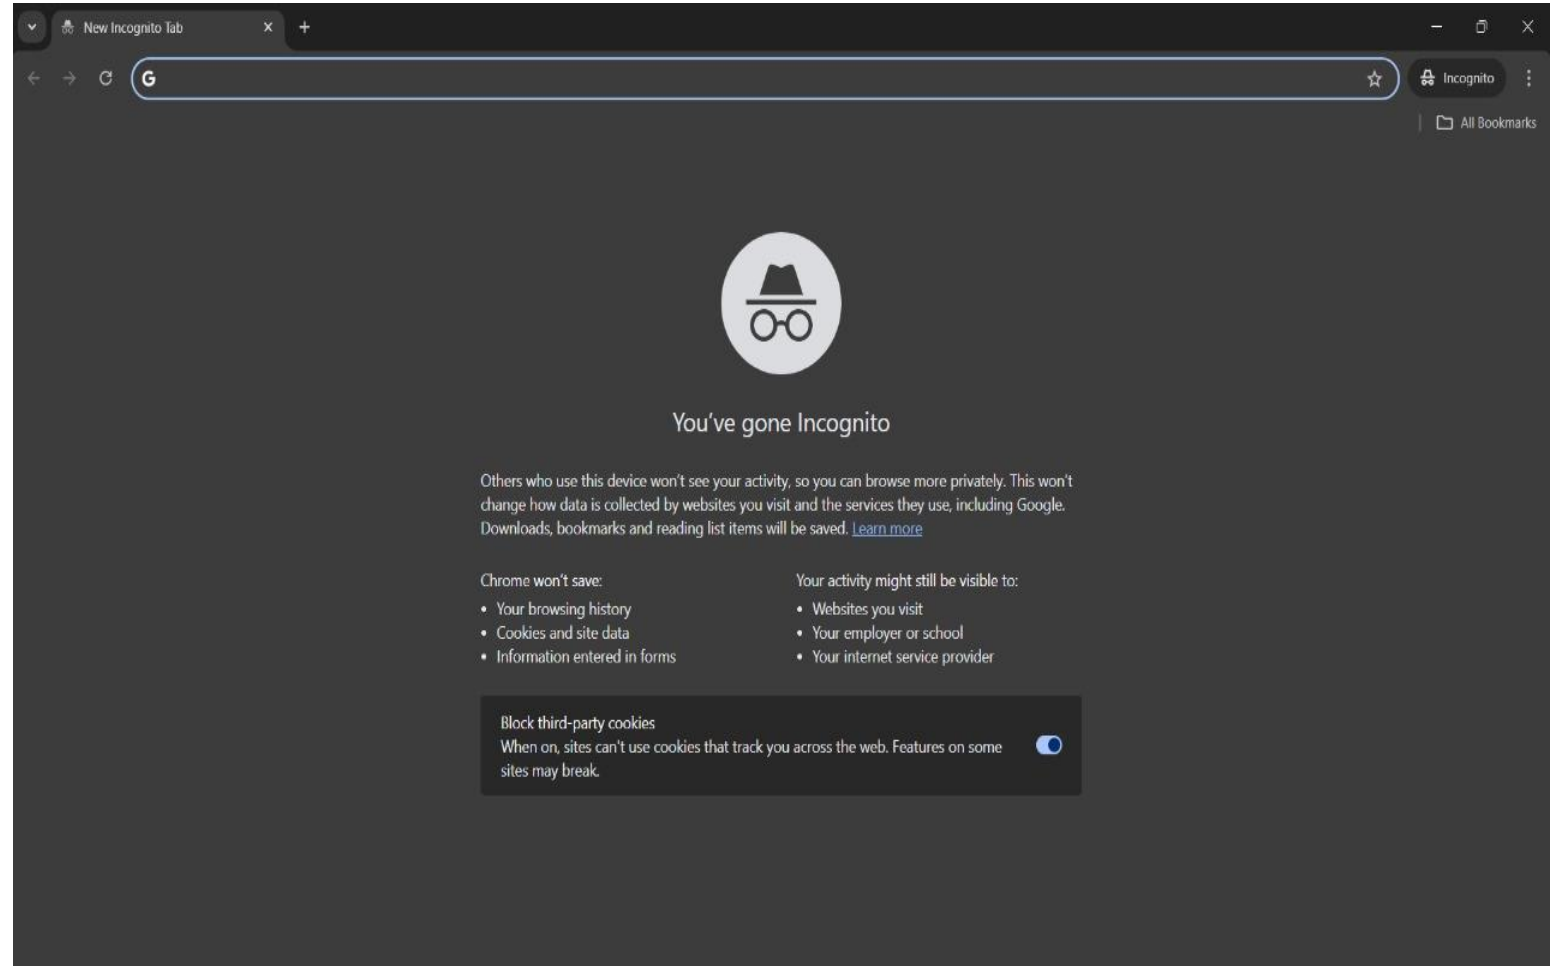 New Incognito Tab
G
Incognito
All Bookmarks
You've gone Incognito
Others who use this device won't see your activity, so you can browse more privately. This won't
change how data is collected by websites you visit and the services they use, including Google.
Downloads, bookmarks and reading list items will be saved. Learn more
Chrome won't save:
• Your browsing history
• Cookies and site data
• Information entered in forms
Your activity might still be visible to:
• Websites you visit
• Your employer or school
• Your internet service provider
Block third-party cookies
When on, sites can't use cookies that track you across the web. Features on some
sites may break.